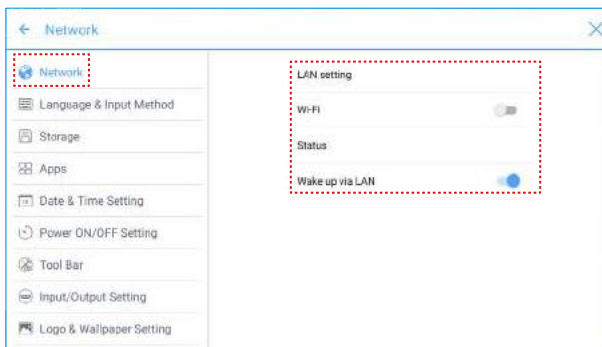 Network
Network
LAN setting
Language & Input Method
Wi-Fi
Storage
Status
Apps
Wake up via LAN
Date & Time Setting
Power ON/OFF Setting
Tool Bar
Input/Output Setting
Logo & Wallpaper Setting